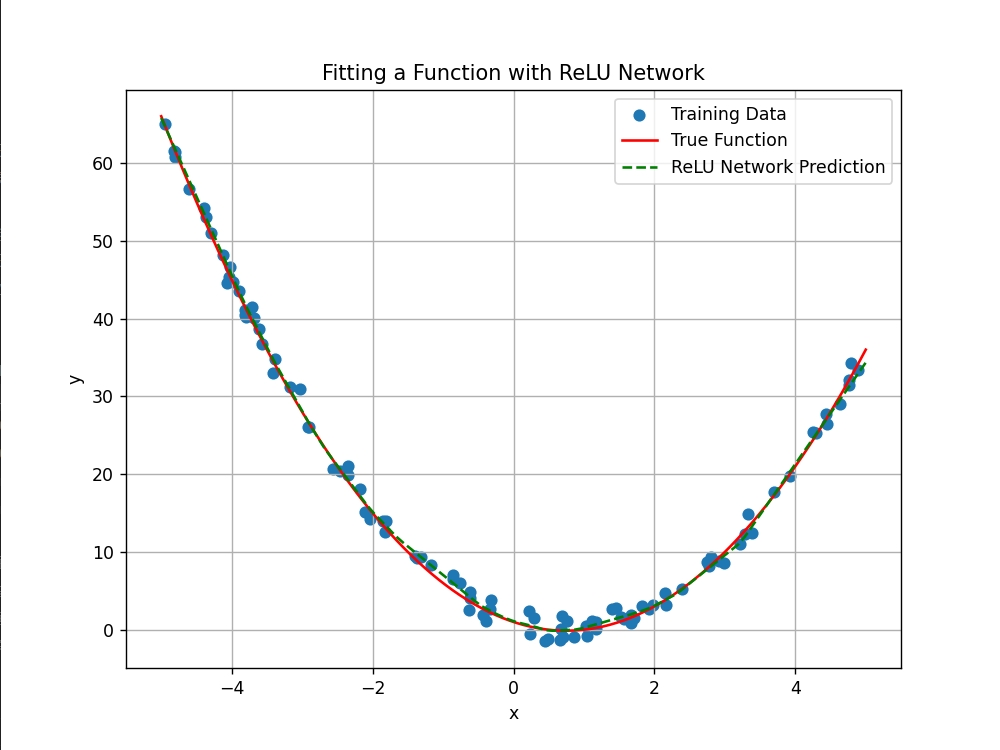 Fitting a Function with ReLU Network
Training Data
True Function
ReLU Network Prediction
60
50
40
30
20
10
0
y
−4
−2
0
2
4
x